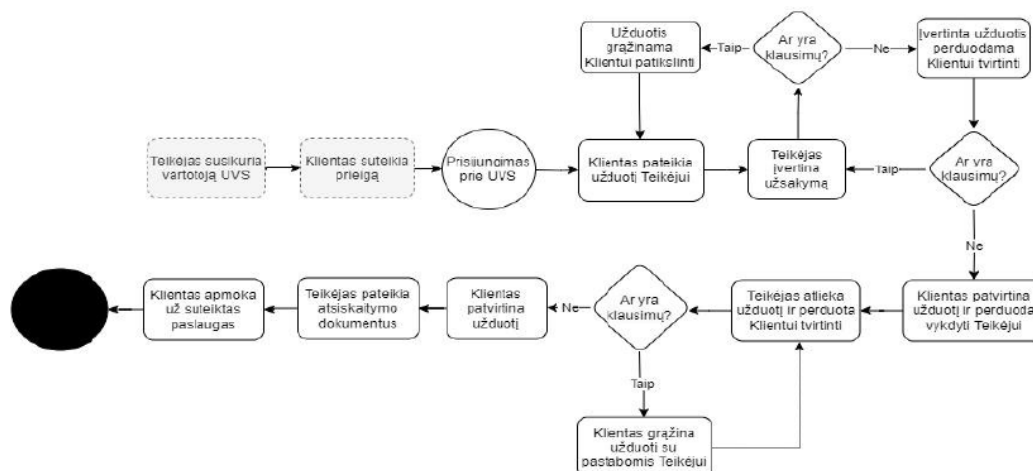 Užduotis
grąžinama
Klientui patikslinti
Taip
Ar yra
klausimų?
Ne
Įvertinta užduotis
perduodama
Klientui tvirtinti
Teikėjas susikuria
vartotoją UVS
Klientas suteikia
prieigą
Prisijungimas
prie UVS
Klientas pateikia
užduotį Teikėjui
Teikėjas
įvertina
užsakymą
Taip
Ar yra
klausimų?
Ne
Klientas apmoka
už suteiktas
paslaugas
Teikėjas pateikia
atsiskaitymo
dokumentus
Klientas
patvirtina
užduotį
Ne
Ar yra
klausimų?
Teikėjas atlieka
užduotį ir perduota
Klientui tvirtinti
Klientas patvirtina
užduotį ir perduoda
vykdyti Teikėjui
Taip
Klientas grąžina
užduotį su
pastabomis Teikėjui